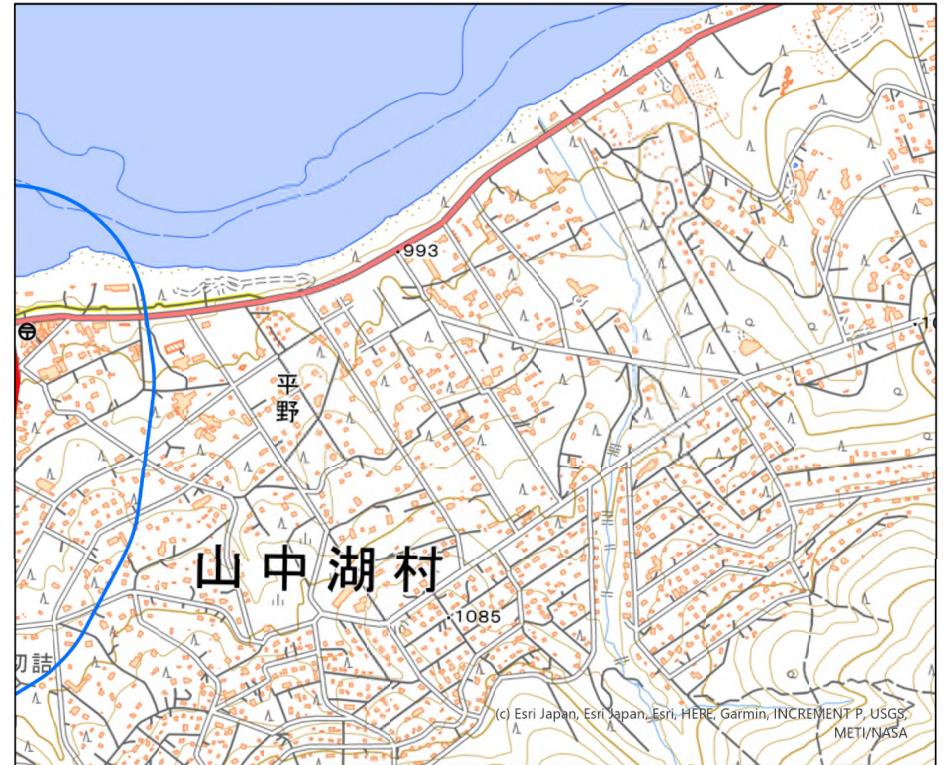 993
平野
山中湖村
1085
詰
(c) Esri Japan, Esri Japan, Esri, HERE, Garmin, INCREMENT P, USGS,
METI/NASA